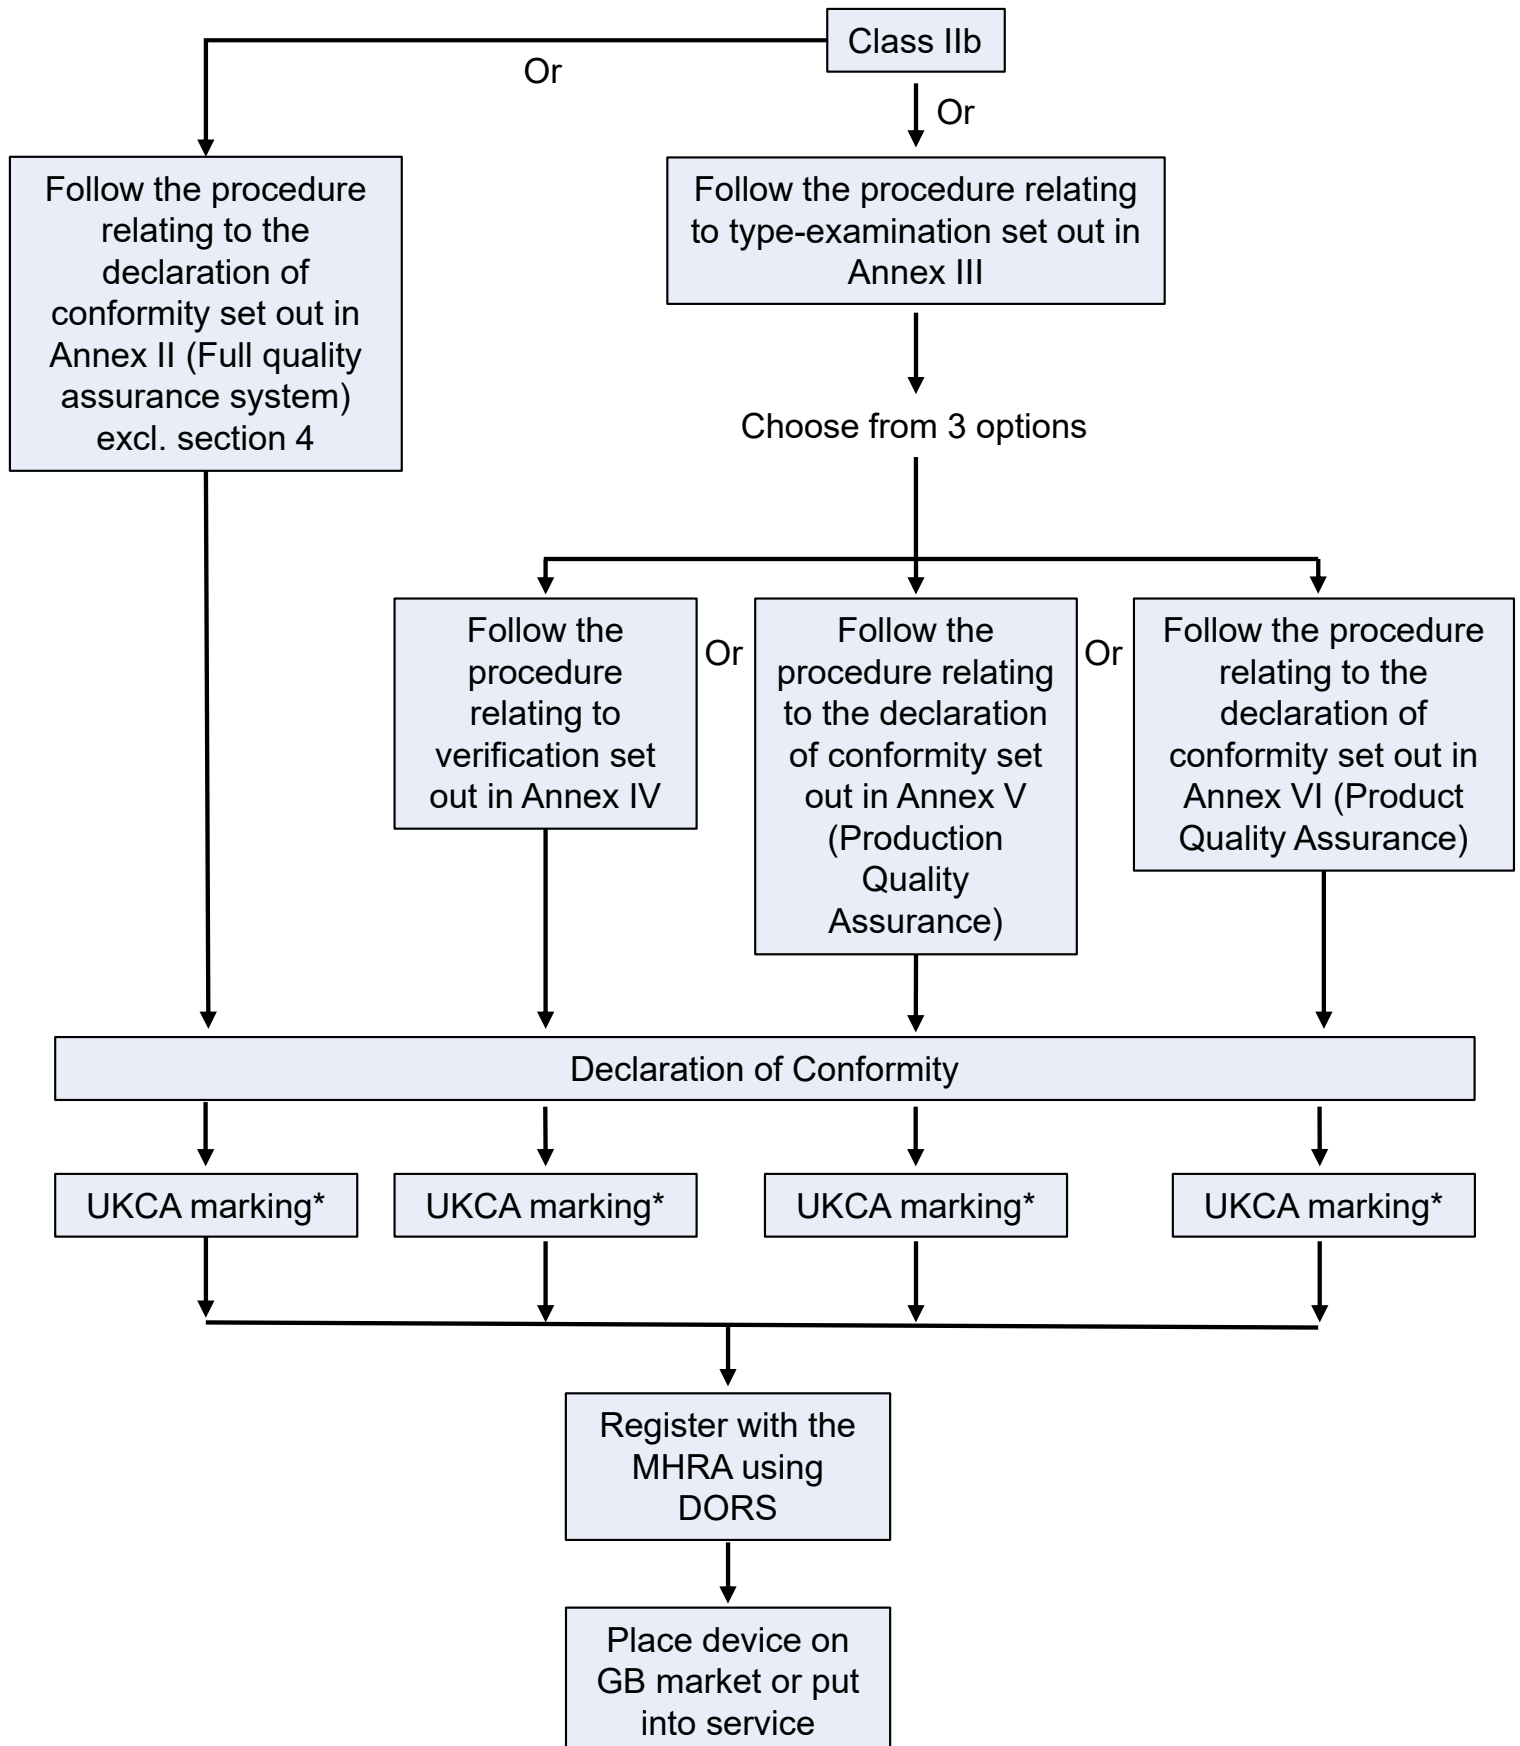 Class IIb
Or
Or
Follow the procedure
relating to the
declaration of
conformity set out in
Annex II (Full quality
assurance system)
excl. section 4
Follow the procedure relating
to type-examination set out in
Annex III
Choose from 3 options
Follow the
procedure
relating to
verification set
out in Annex IV
Or
Follow the
procedure relating
to the declaration
of conformity set
out in Annex V
(Production
Quality
Assurance)
Or
Follow the procedure
relating to the
declaration of
conformity set out in
Annex VI (Product
Quality Assurance)
Declaration of Conformity
UKCA marking*
UKCA marking*
UKCA marking*
UKCA marking*
Register with the
MHRA using
DORS
Place device on
GB market or put
into service